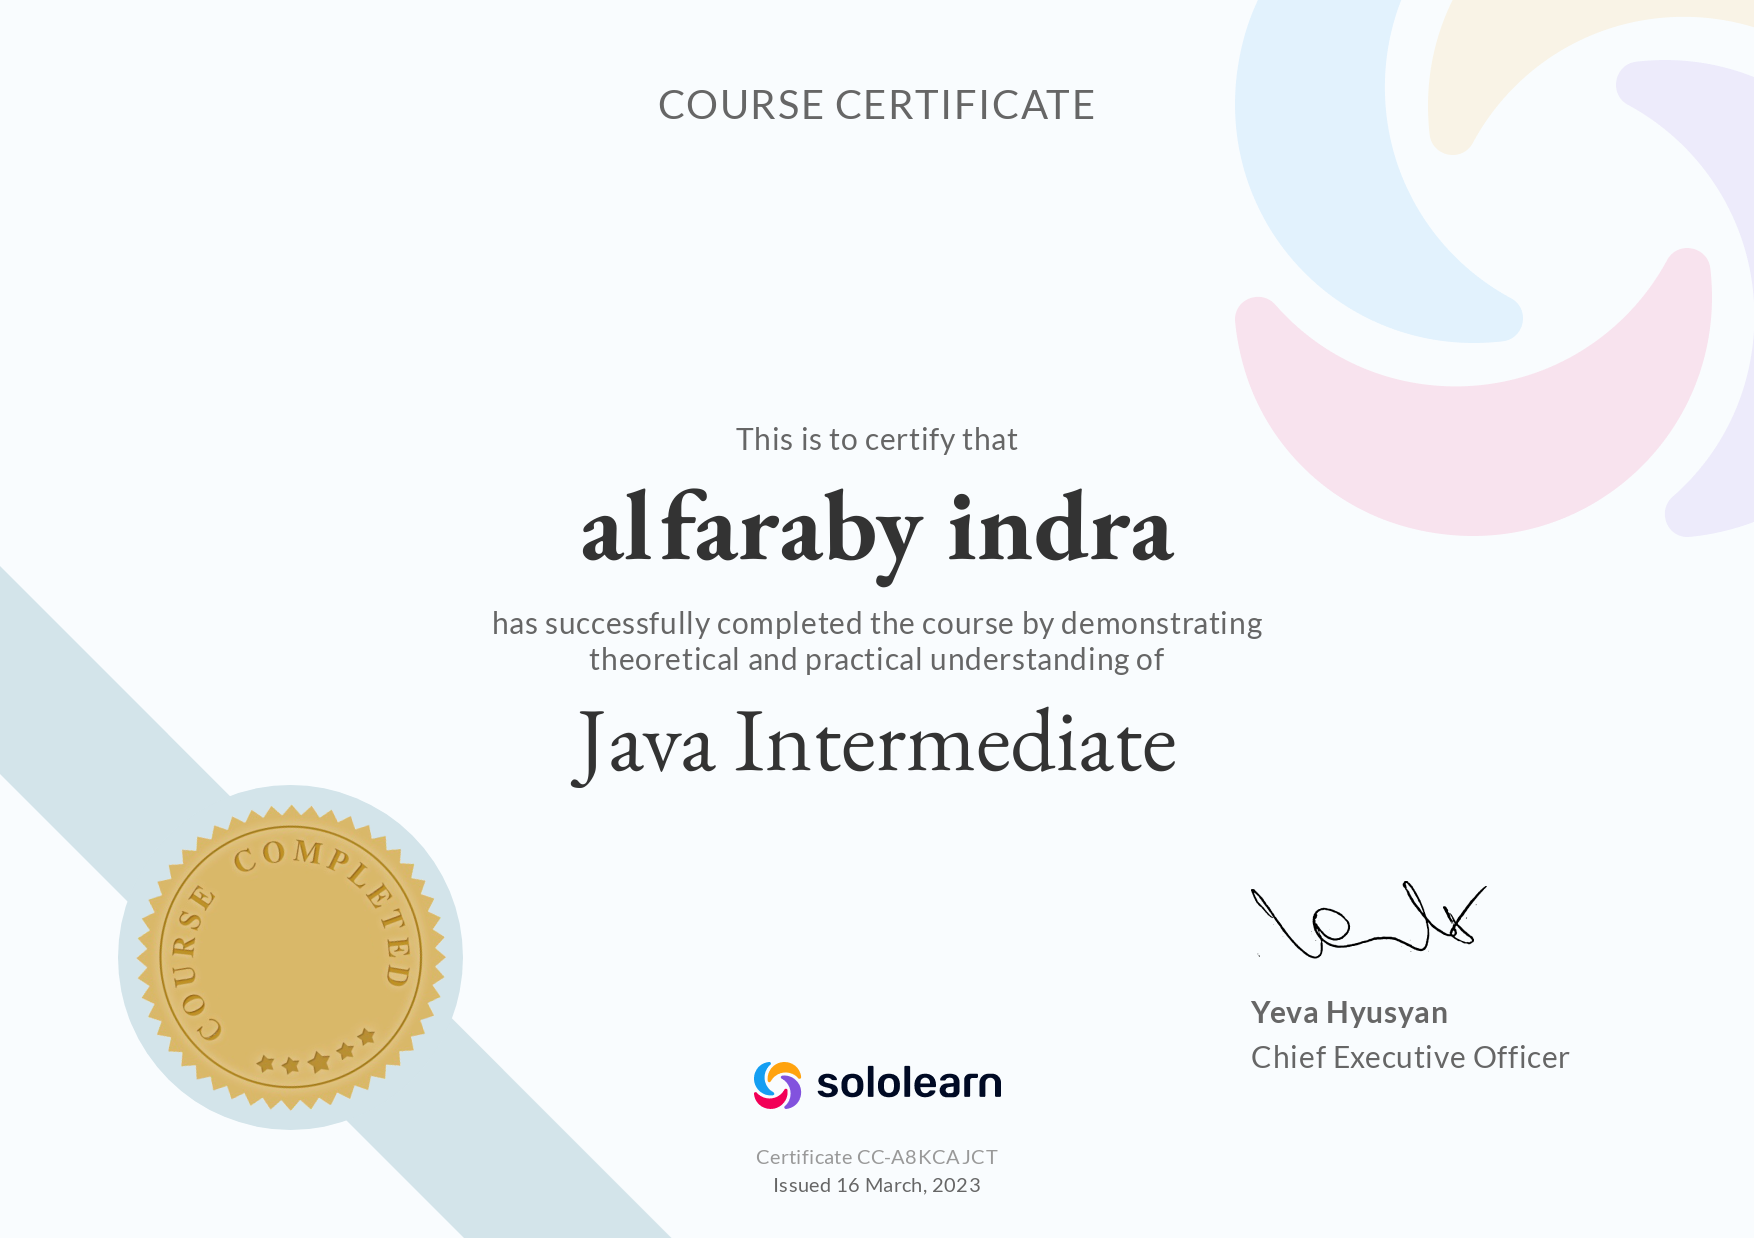 COURSE CERTIFICATE
This is to certify that
alfaraby indra
has successfully completed the course by demonstrating
theoretical and practical understanding of
Java Intermediate
COURSE COMPLETED
Yeva Hyusyan
Chief Executive Officer
sololearn
Certificate CC-A8KCAJCT
Issued 16 March, 2023